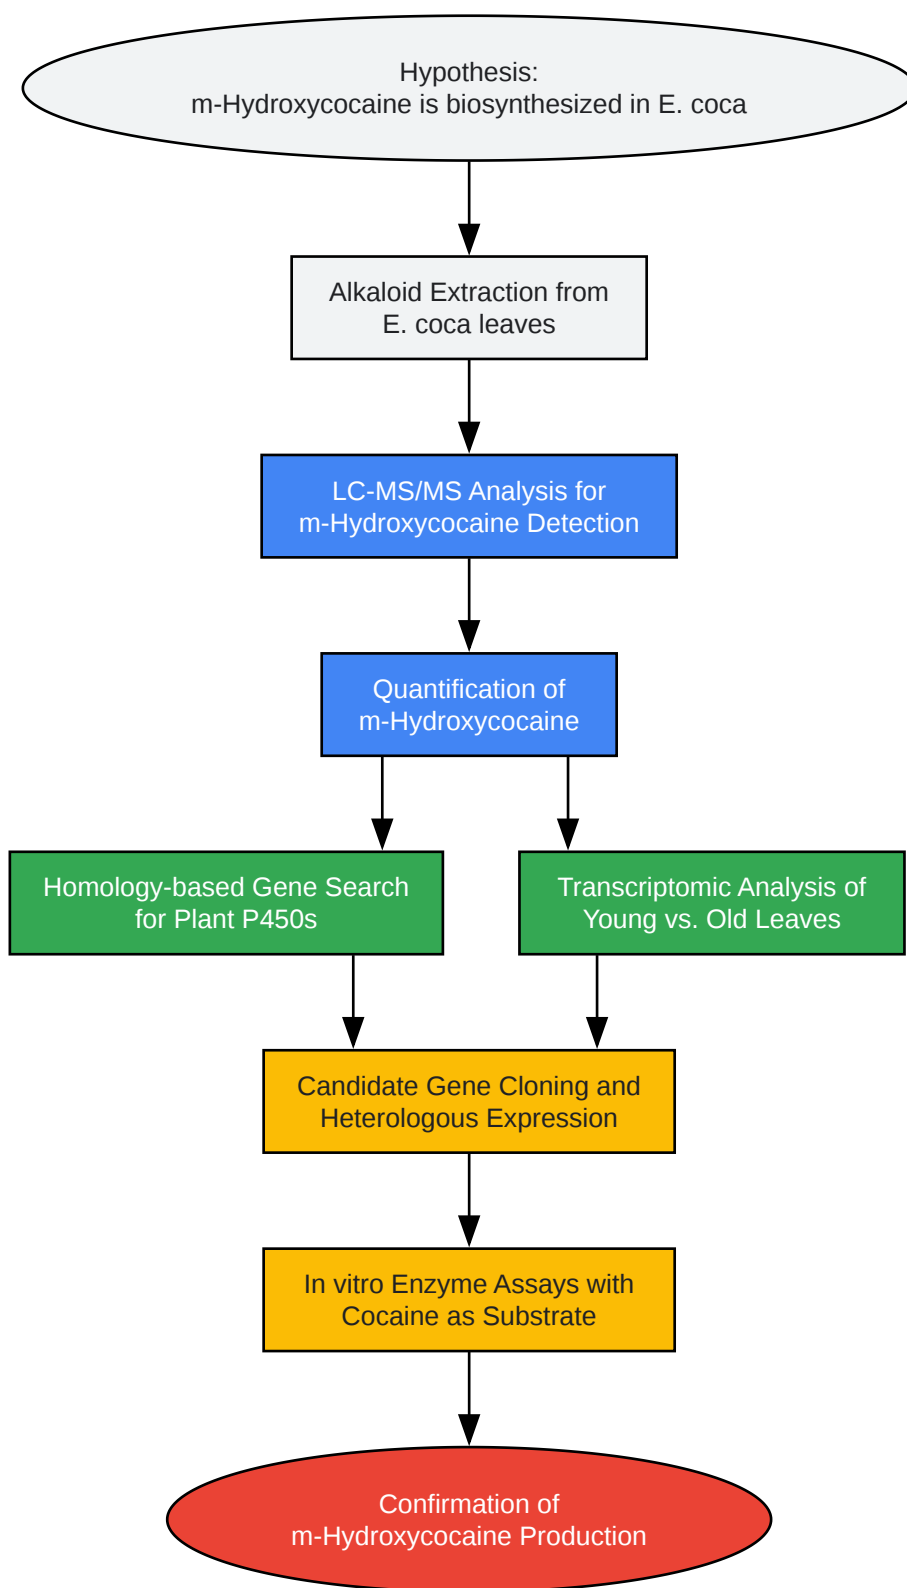 Hypothesis:
m-Hydroxycocaine is biosynthesized in E. coca
Alkaloid Extraction from
E. coca leaves
LC-MS/MS Analysis for
m-Hydroxycocaine Detection
Quantification of
m-Hydroxycocaine
Homology-based Gene Search
for Plant P450s
Transcriptomic Analysis of
Young vs. Old Leaves
Candidate Gene Cloning and
Heterologous Expression
In vitro Enzyme Assays with
Cocaine as Substrate
Confirmation of
m-Hydroxycocaine Production